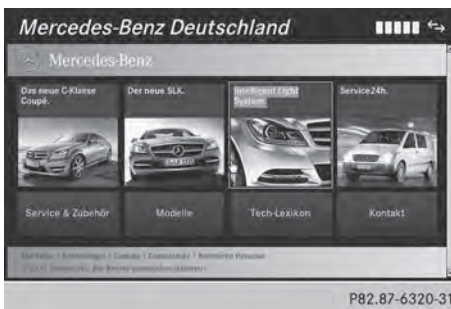 Mercedes-Benz Deutschland
Mercedes-Benz
Das neue C-Klasse Coupé.
Der neue SLK.
Intelligent Light System.
Service24h.
Service & Zubehör
Modelle
Tech-Lexikon
Kontakt
P82.87-6320-31